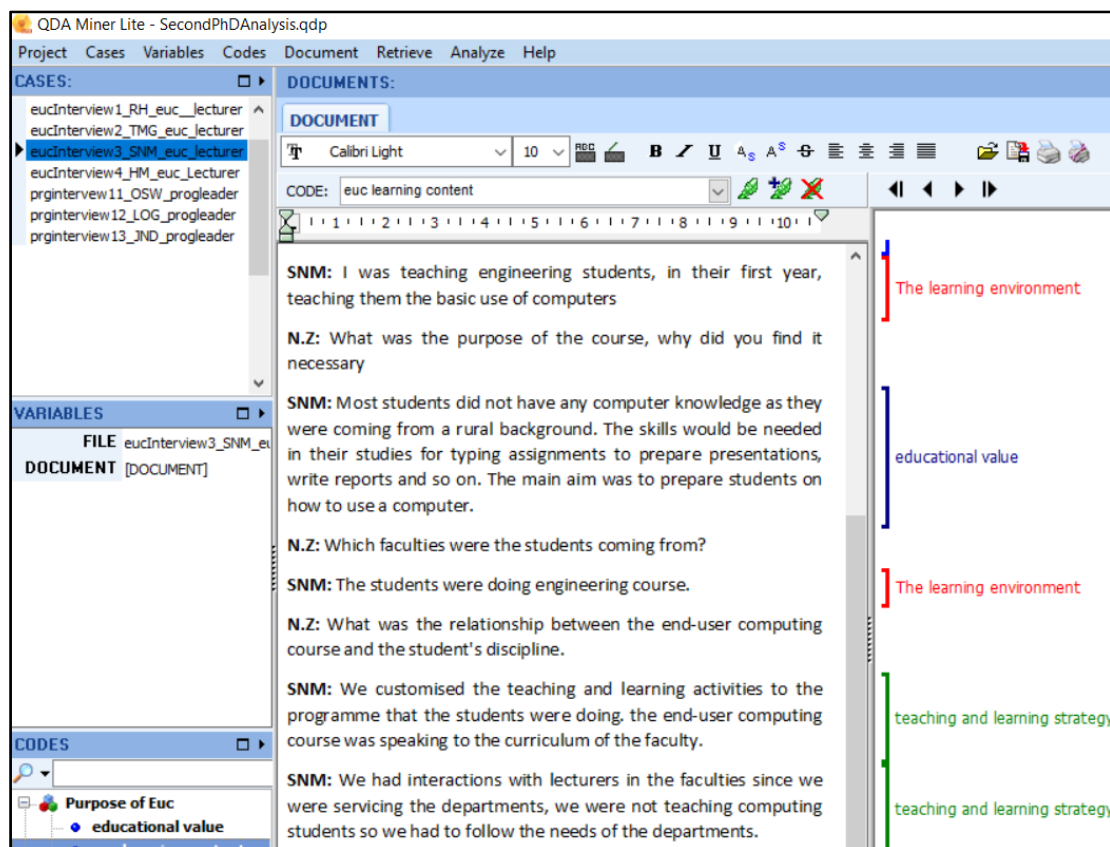 QDA Miner Lite - SecondPhDAnalysis.qdp
Project Cases Variables Codes Document Retrieve Analyze Help
CASES:
eucInterview1_RH_euc__lecturer
eucInterview2_TMG_euc_lecturer
eucInterview3_SNM_euc_lecturer
eucInterview4_HM_euc_Lecturer
prgintervew11_OSW_progleader
prginterview12_LOG_progleader
prginterview13_JND_progleader
VARIABLES
FILE eucInterview3_SNM_eu
DOCUMENT [DOCUMENT]
CODES
Purpose of Euc
educational value
DOCUMENTS:
DOCUMENT
Calibri Light 10 B I U
CODE: euc learning content
1 2 3 4 5 6 7 8 9 10
SNM: I was teaching engineering students, in their first year,
teaching them the basic use of computers
N.Z: What was the purpose of the course, why did you find it
necessary
SNM: Most students did not have any computer knowledge as they
were coming from a rural background. The skills would be needed
in their studies for typing assignments to prepare presentations,
write reports and so on. The main aim was to prepare students on
how to use a computer.
N.Z: Which faculties were the students coming from?
SNM: The students were doing engineering course.
N.Z: What was the relationship between the end-user computing
course and the student's discipline.
SNM: We customised the teaching and learning activities to the
programme that the students were doing. the end-user computing
course was speaking to the curriculum of the faculty.
SNM: We had interactions with lecturers in the faculties since we
were servicing the departments, we were not teaching computing
students so we had to follow the needs of the departments.
The learning environment
educational value
The learning environment
teaching and learning strategy
teaching and learning strategy